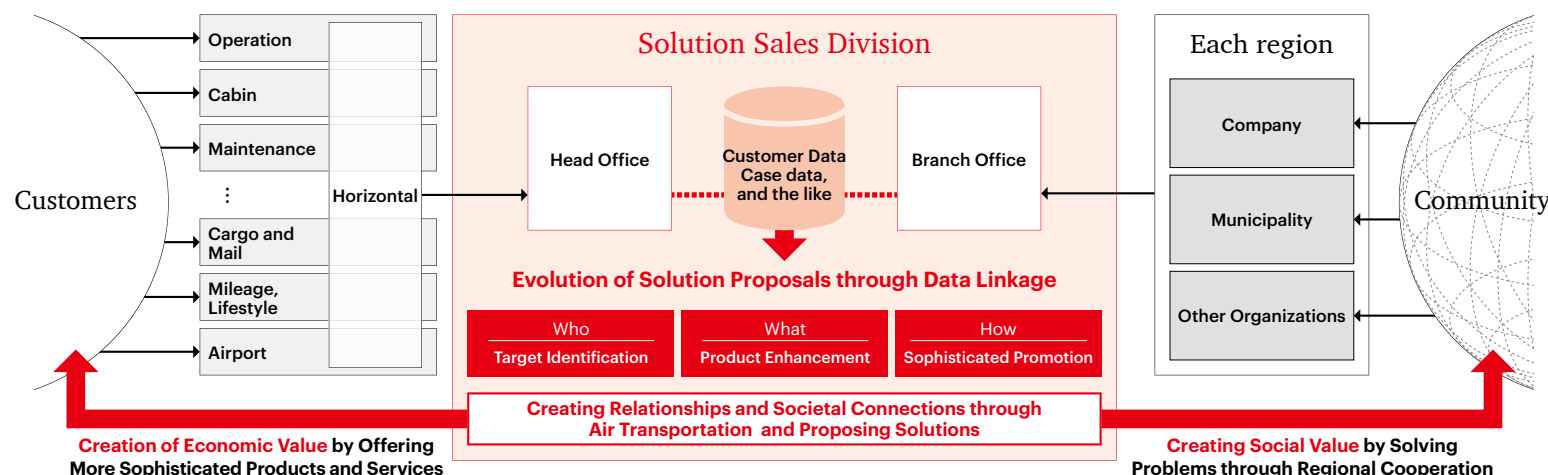 Customers
Operation
Cabin
Maintenance
⋮
Cargo and
Mail
Mileage,
Lifestyle
Airport
Horizontal
Solution Sales Division
Head Office
Customer Data
Case data,
and the like
Branch Office
Evolution of Solution Proposals through Data Linkage
Who
Target Identification
What
Product Enhancement
How
Sophisticated Promotion
Creating Relationships and Societal Connections through
Air Transportation and Proposing Solutions
Each region
Company
Municipality
Other Organizations
Community
Creation of Economic Value by Offering
More Sophisticated Products and Services
Creating Social Value by Solving
Problems through Regional Cooperation